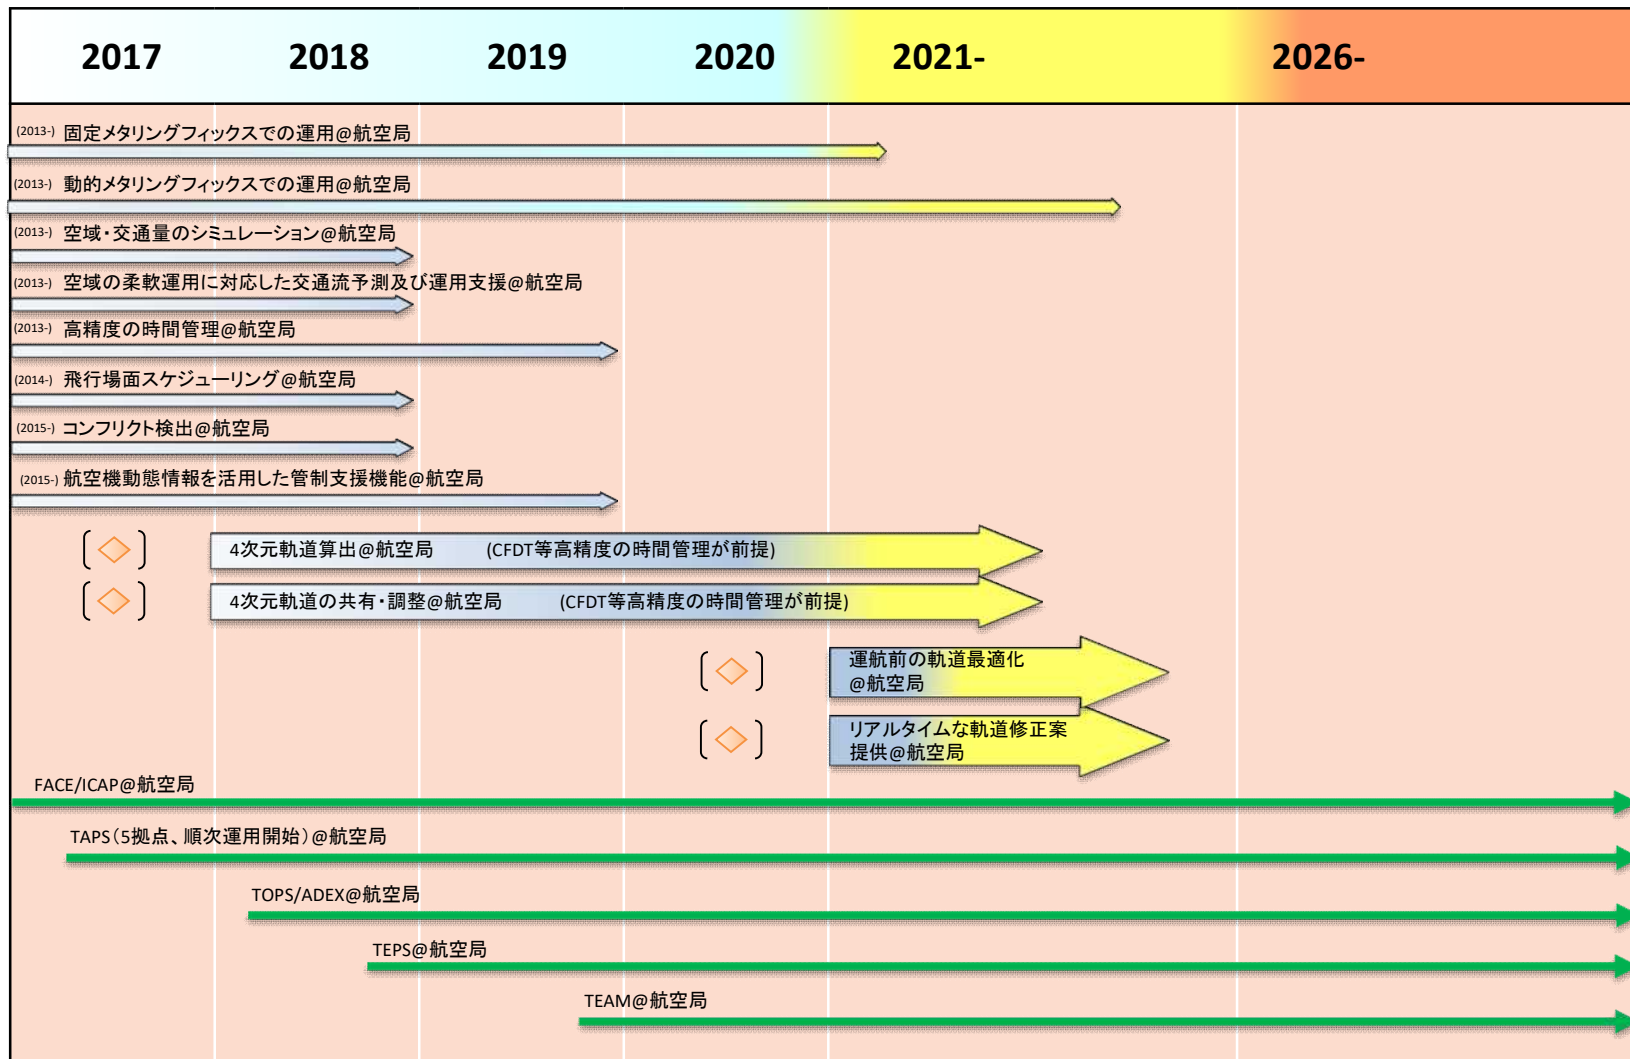 2017 2018 2019 2020 2021- 2026-
(2013-) 固定メタリングフィックスでの運用@航空局
(2013-) 動的メタリングフィックスでの運用@航空局
(2013-) 空域・交通量のシミュレーション@航空局
(2013-) 空域の柔軟運用に対応した交通流予測及び運用支援@航空局
(2013-) 高精度の時間管理@航空局
(2014-) 飛行場面スケジューリング@航空局
(2015-) コンフリクト検出@航空局
(2015-) 航空機動態情報を活用した管制支援機能@航空局
4次元軌道算出@航空局 (CFDT等高精度の時間管理が前提)
4次元軌道の共有・調整@航空局 (CFDT等高精度の時間管理が前提)
運航前の軌道最適化
@航空局
リアルタイムな軌道修正案
提供@航空局
FACE/ICAP@航空局
TAPS(5拠点、順次運用開始)@航空局
TOPS/ADEX@航空局
TEPS@航空局
TEAM@航空局